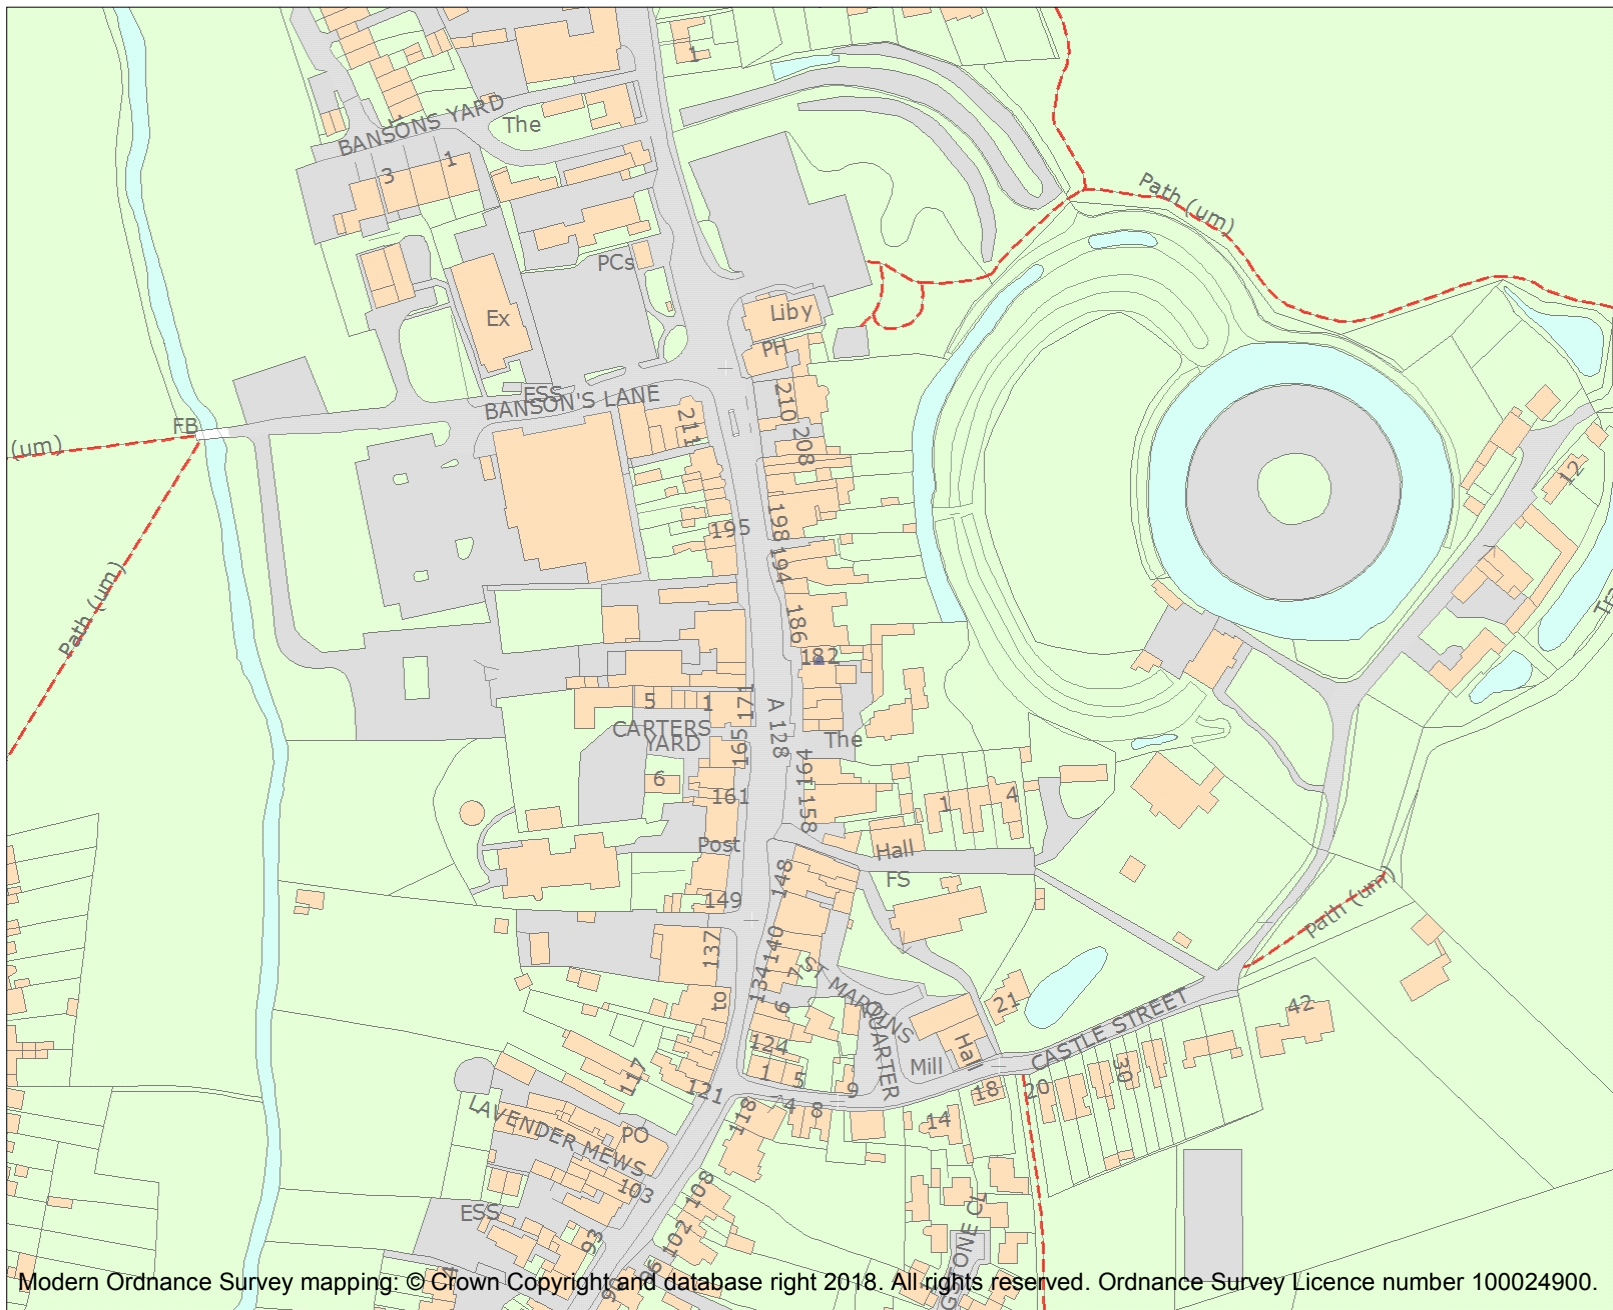 1
BANSONS YARD
The
3
1
Path (um)
PCs
Ex
Liby
PH
ESS
BANSON'S LANE
210
211
208
FB
(um)
12
195
198
194
Path (um)
186
182
5
1
171
A 128
CARTERS
YARD
165
The
6
164
161
158
1
4
Post
Hall
148
FS
149
Path (um)
137
140
134
7
ST MARTINS
QUARTER
to
6
21
42
CASTLE STREET
124
Hall
Mill
30
117
1
5
9
121
18
20
4
8
118
14
LAVENDER MEWS
PO
103
108
ESS
93
102
96
Modern Ordnance Survey mapping: © Crown Copyright and database right 2018. All rights reserved. Ordnance Survey Licence number 100024900.